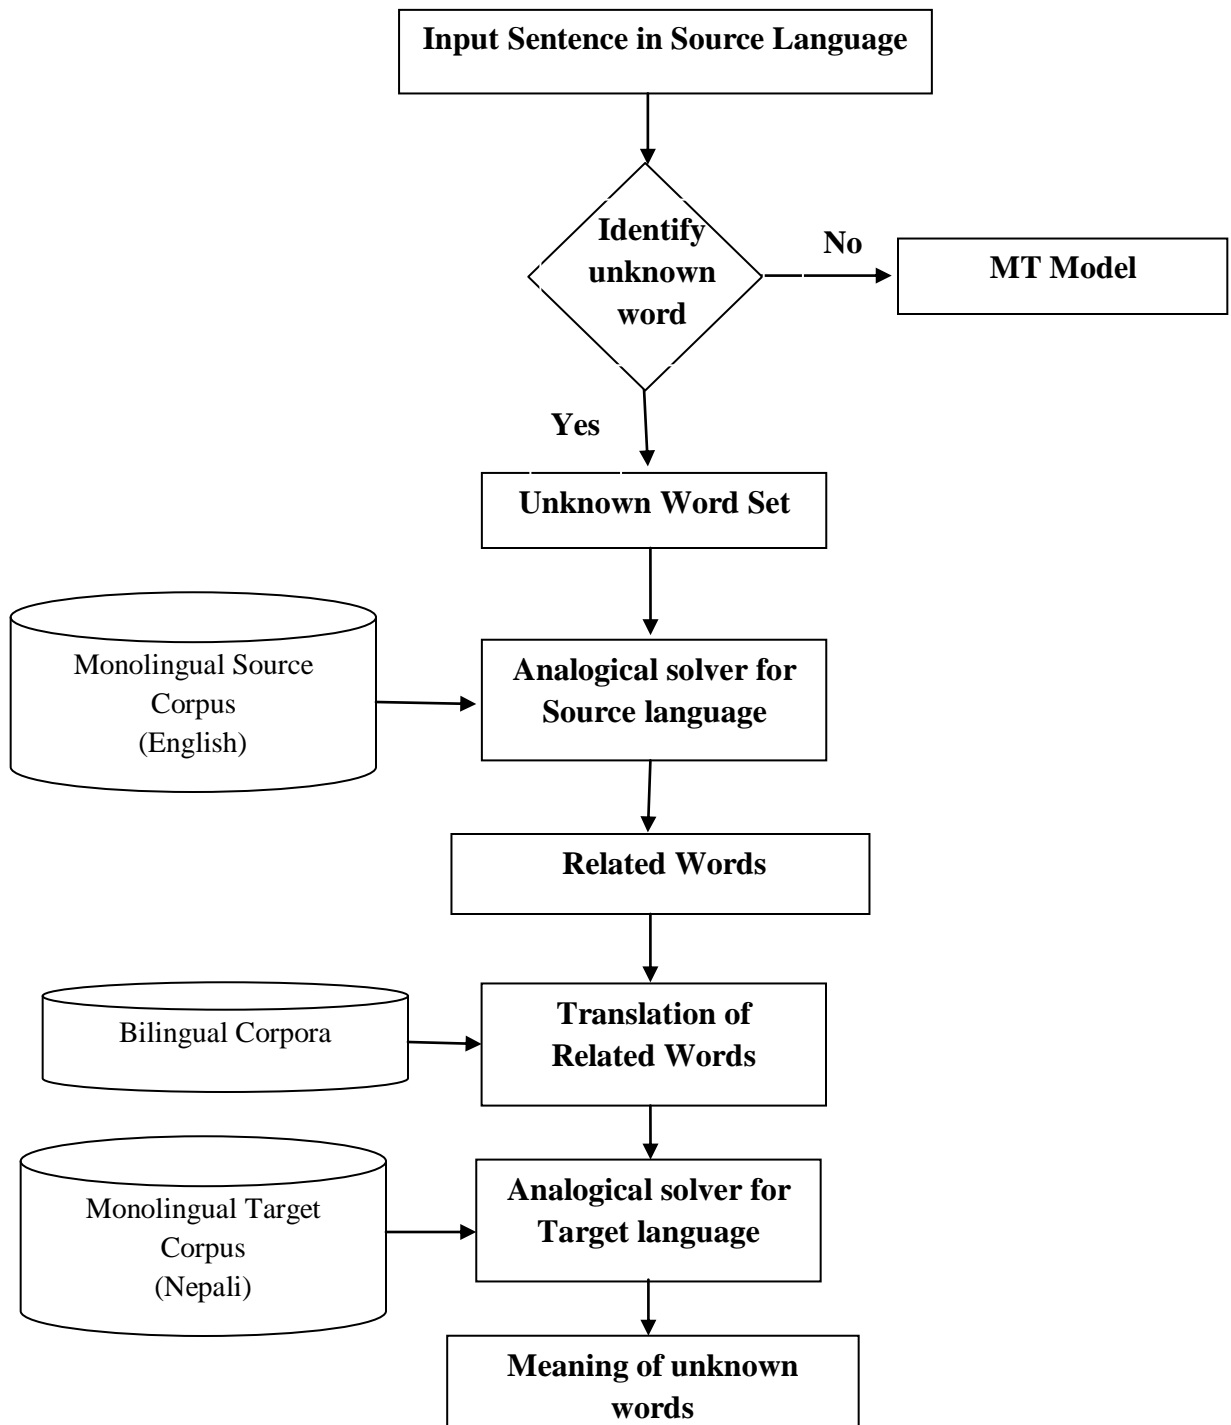 Input Sentence in Source Language
Identify
unknown
word
No
MT Model
Yes
Unknown Word Set
Monolingual Source
Corpus
(English)
Analogical solver for
Source language
Related Words
Bilingual Corpora
Translation of
Related Words
Monolingual Target
Corpus
(Nepali)
Analogical solver for
Target language
Meaning of unknown
words